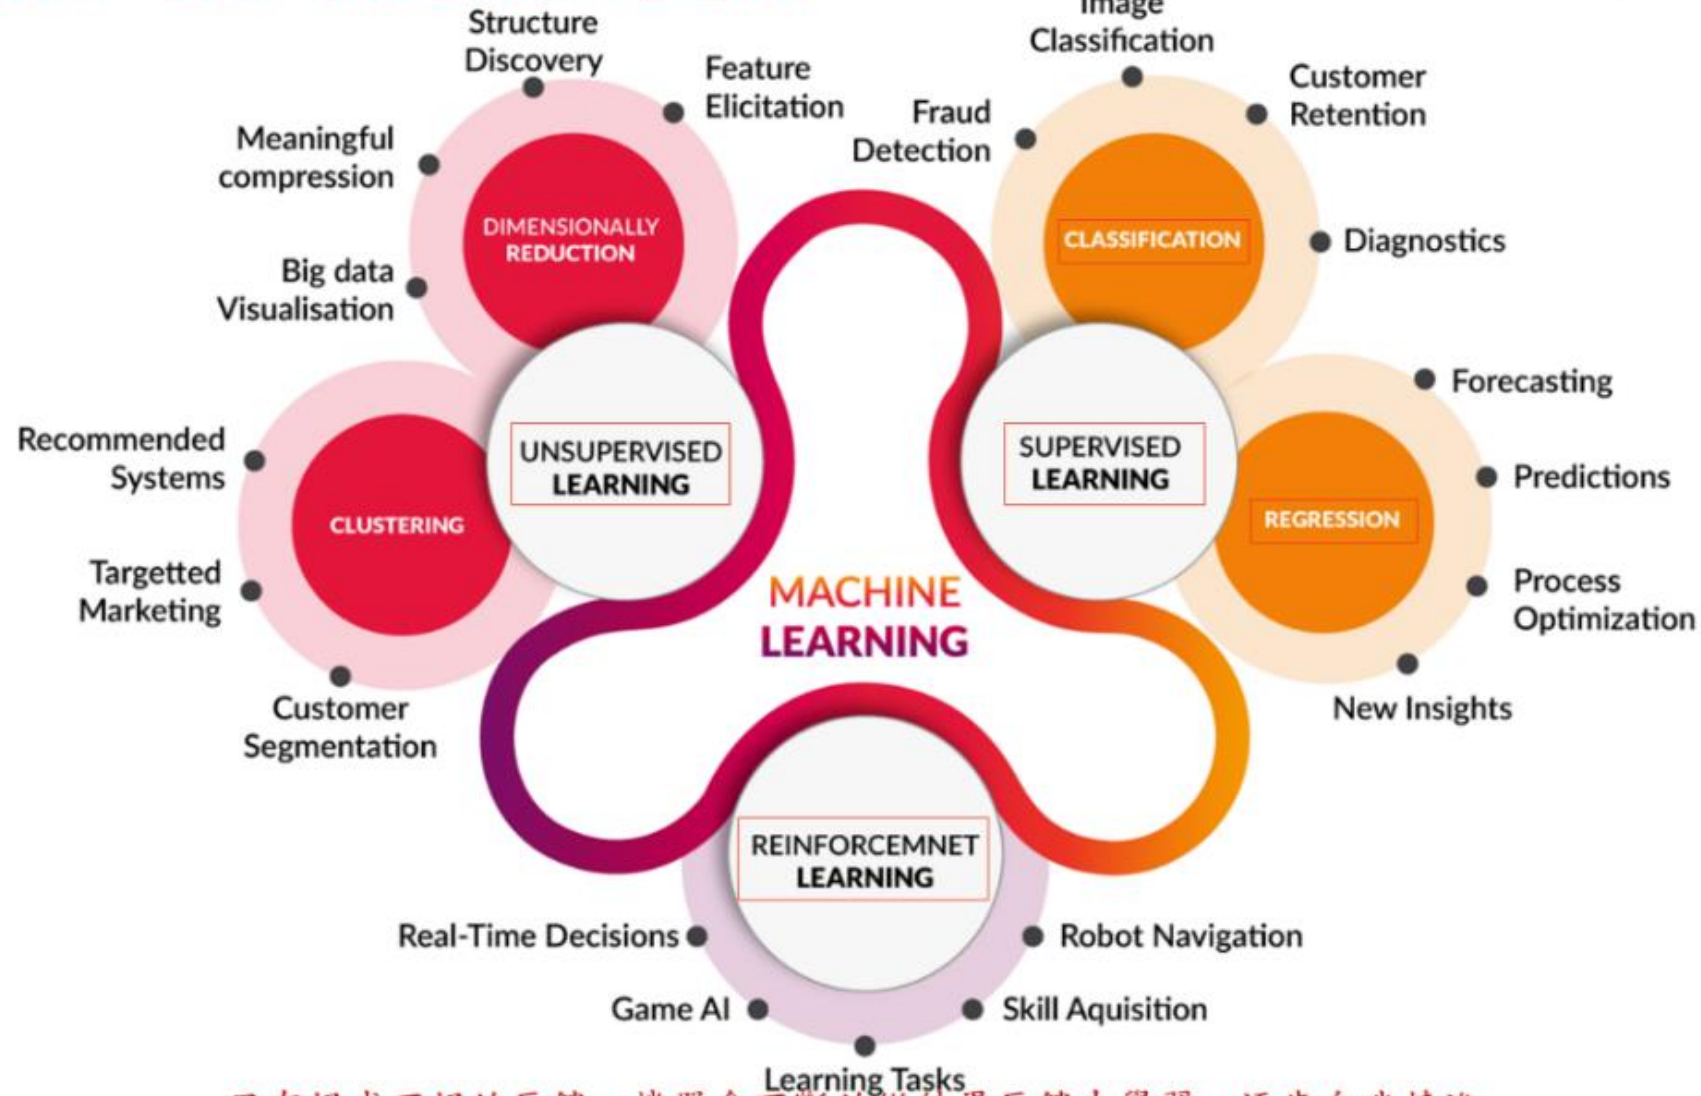 Structure
Discovery
Feature
Elicitation
Meaningful
compression
DIMENSIONALLY
REDUCTION
Big data
Visualisation
Image
Classification
Customer
Retention
Fraud
Detection
CLASSIFICATION
Diagnostics
Recommended
Systems
CLUSTERING
Targetted
Marketing
Customer
Segmentation
UNSUPERVISED
LEARNING
SUPERVISED
LEARNING
Forecasting
Predictions
REGRESSION
Process
Optimization
New Insights
MACHINE
LEARNING
REINFORCEMNET
LEARNING
Real-Time Decisions
Robot Navigation
Game AI
Skill Aquisition
Learning Tasks